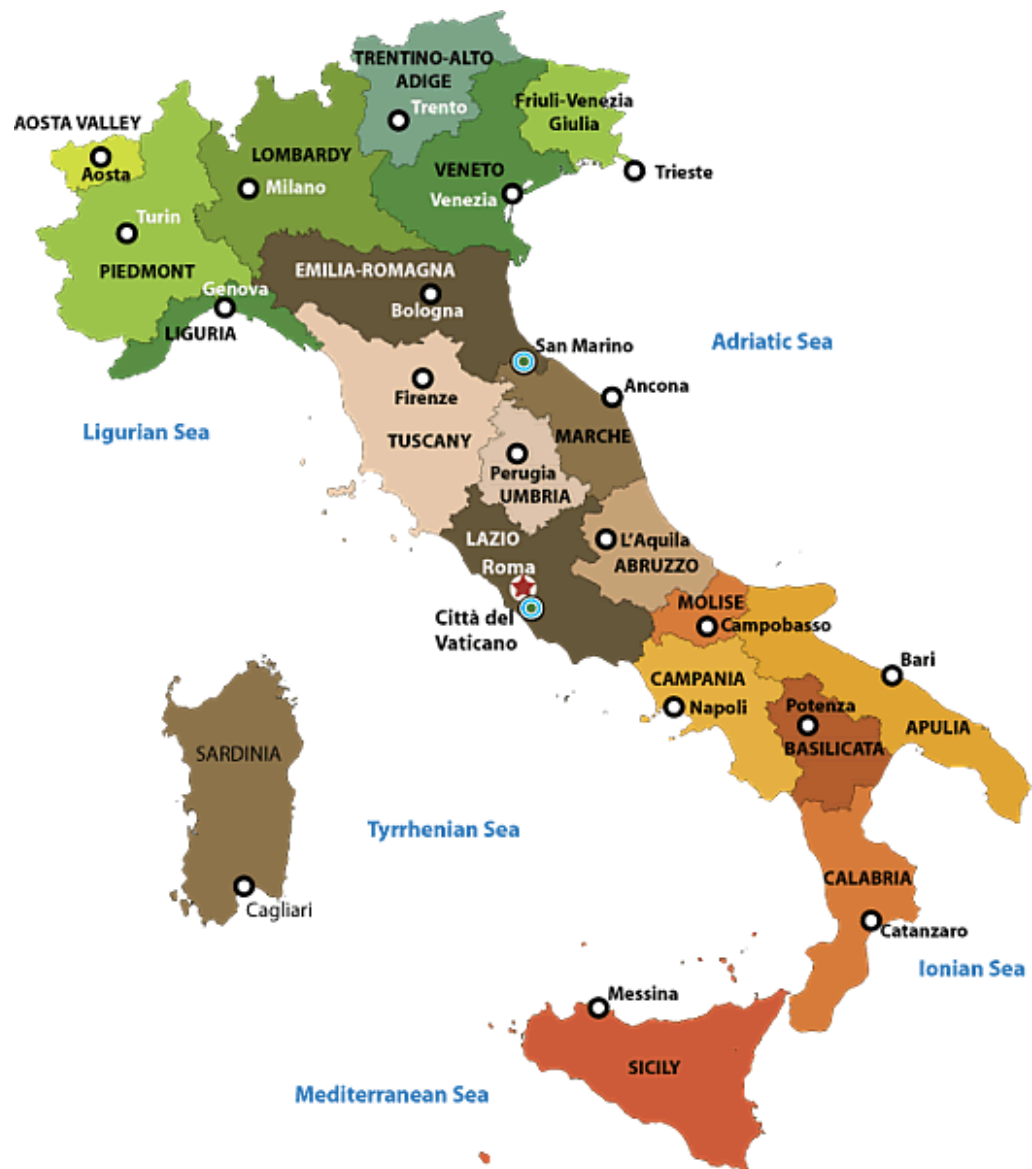 TRENTINO-ALTO
ADIGE
Trento
Friuli-Venezia
Giulia
AOSTA VALLEY
Aosta
LOMBARDY
Milano
VENETO
Venezia
Trieste
Turin
PIEDMONT
EMILIA-ROMAGNA
Bologna
Genova
LIGURIA
San Marino
Adriatic Sea
Ancona
Firenze
Ligurian Sea
TUSCANY
MARCHE
Perugia
UMBRIA
LAZIO
Roma
L'Aquila
ABRUZZO
Città del
Vaticano
MOLISE
Campobasso
Bari
CAMPANIA
Napoli
Potenza
BASILICATA
APULIA
SARDINIA
Tyrrhenian Sea
Cagliari
CALABRIA
Catanzaro
Ionian Sea
Messina
SICILY
Mediterranean Sea